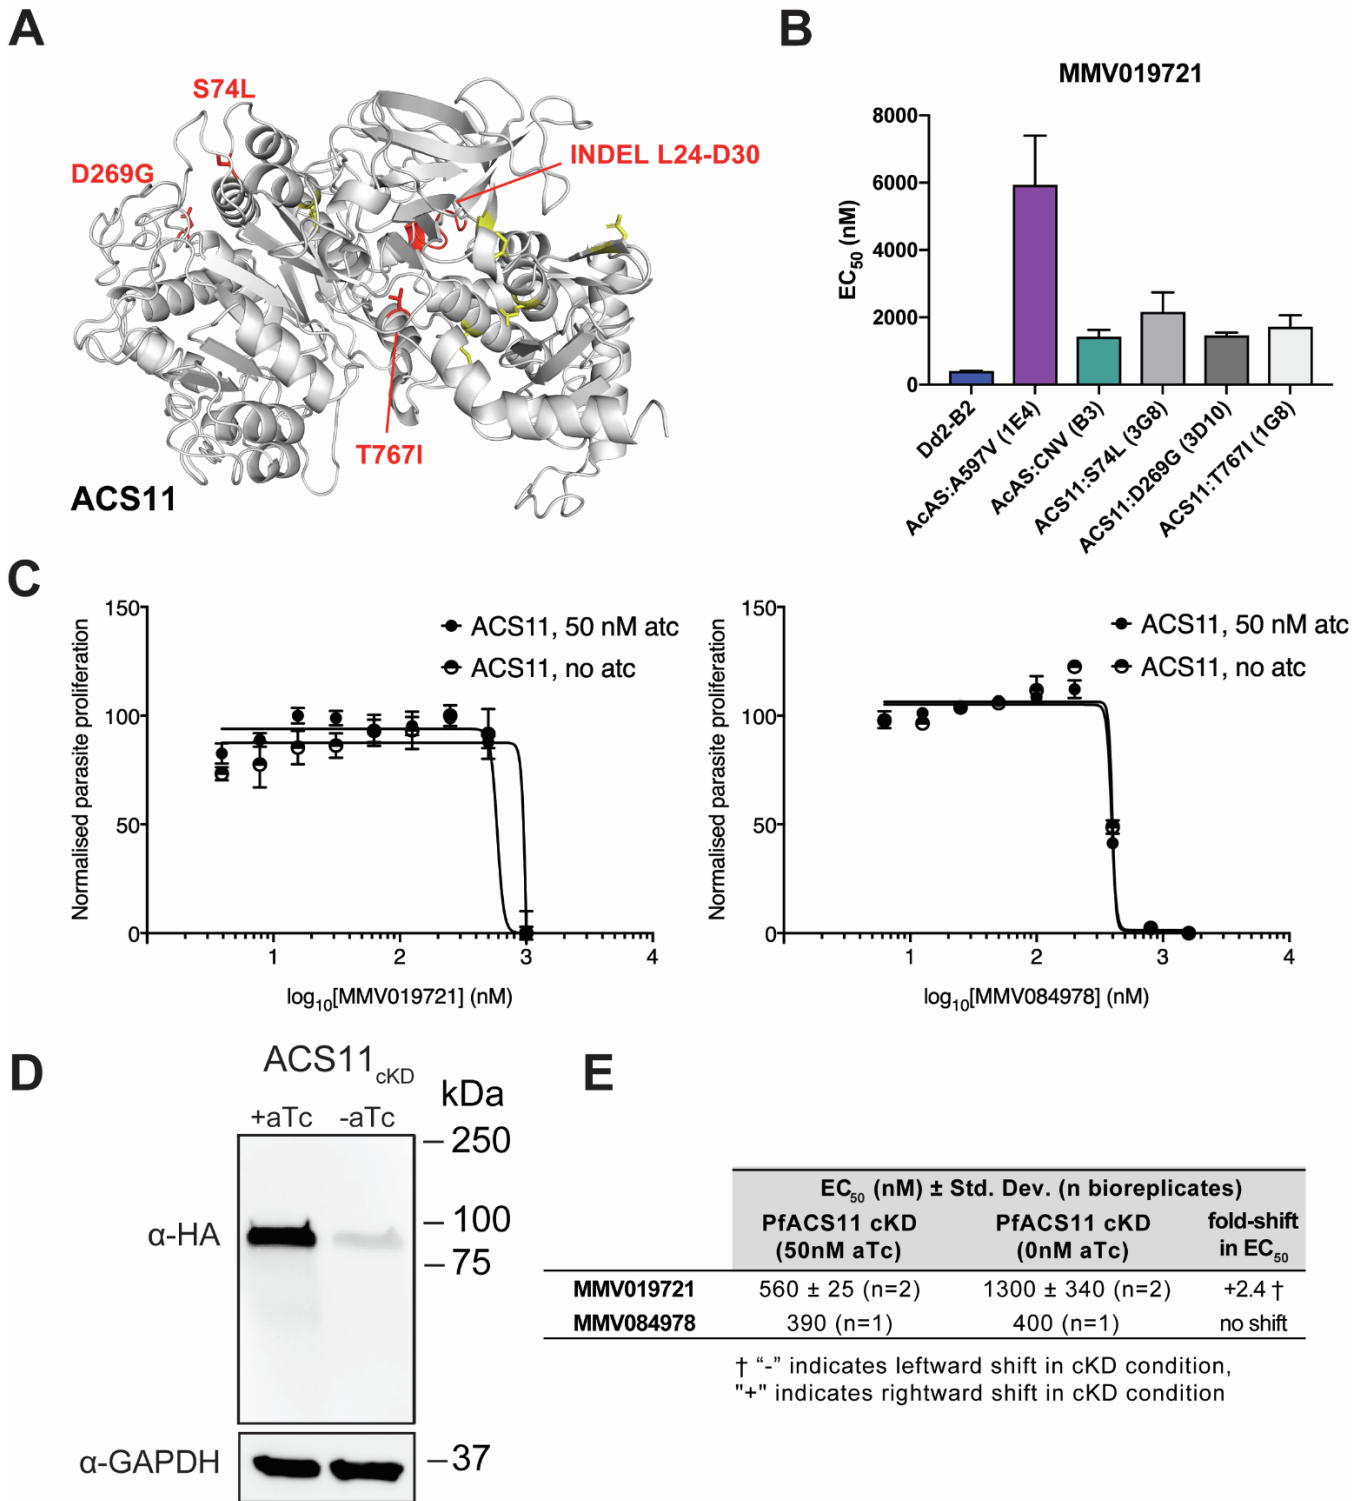 A
S74L
D269G
INDEL L24-D30
T767I
ACS11
B
MMV019721
EC50 (nM)
8000
6000
4000
2000
0
Dd2-B2
AcAS:A597V (1E4)
AcAS:CNV (B3)
ACS11:S74L (3G8)
ACS11:D269G (3D10)
ACS11:T767I (1G8)
C
Normalised parasite proliferation
150
100
50
0
1 2 3 4
log10[MMV019721] (nM)
ACS11, 50 nM atc
ACS11, no atc
Normalised parasite proliferation
150
100
50
0
1 2 3 4
log10[MMV084978] (nM)
ACS11, 50 nM atc
ACS11, no atc
D
ACS11cKD
kDa
+aTc -aTc
250
100
75
α-HA
37
α-GAPDH
E
EC50 (nM) ± Std. Dev. (n bioreplicates)
PfACS11 cKD PfACS11 cKD fold-shift
(50nM aTc) (0nM aTc) in EC50
MMV019721 560 ± 25 (n=2) 1300 ± 340 (n=2) +2.4 †
MMV084978 390 (n=1) 400 (n=1) no shift
† “-” indicates leftward shift in cKD condition,
"+" indicates rightward shift in cKD condition